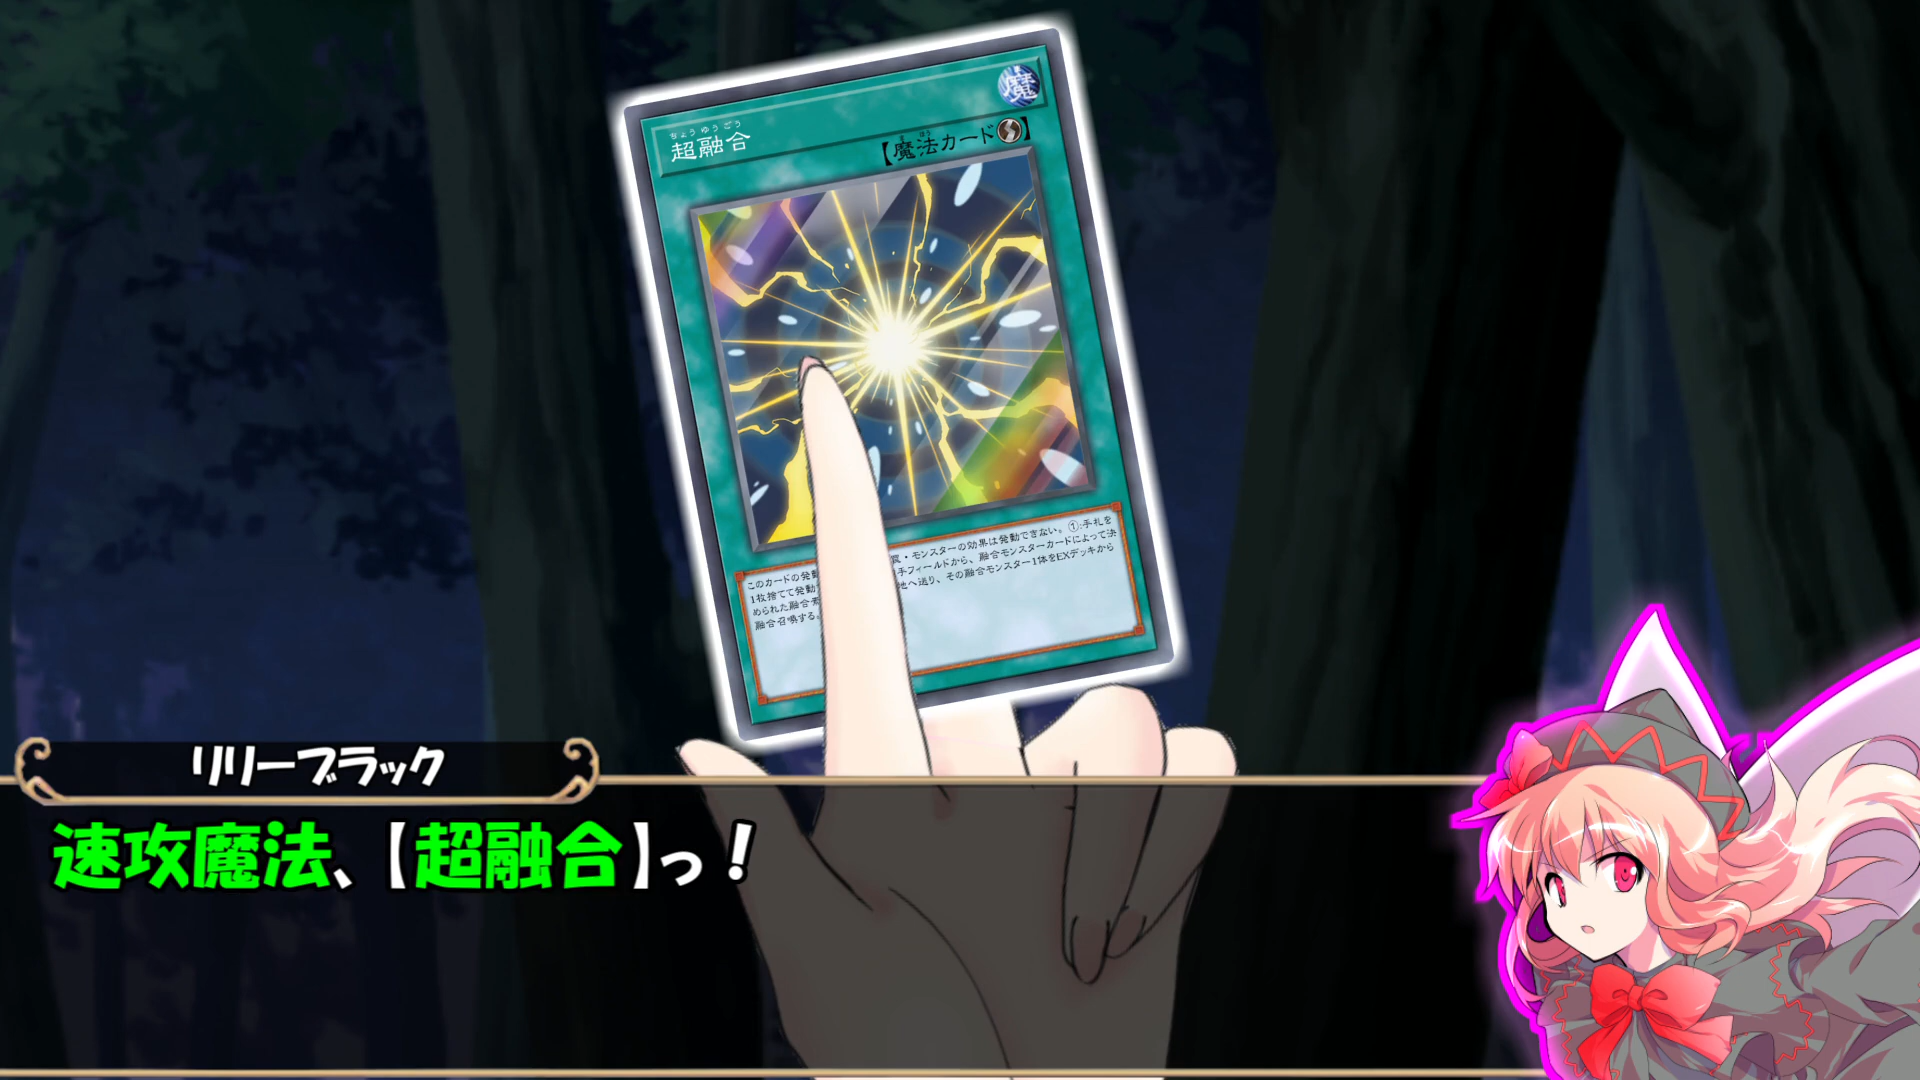 魔
ちょうゆうごう
超融合
まほう
【魔法カード】
このカードの発動
罠・モンスターの効果は発動できない。①:手札を
1枚捨てて発動
手フィールドから、融合モンスターカードによって決
められた融合素
地へ送り、その融合モンスター1体をEXデッキから
融合召喚する。
リリーブラック
速攻魔法、【超融合】っ！